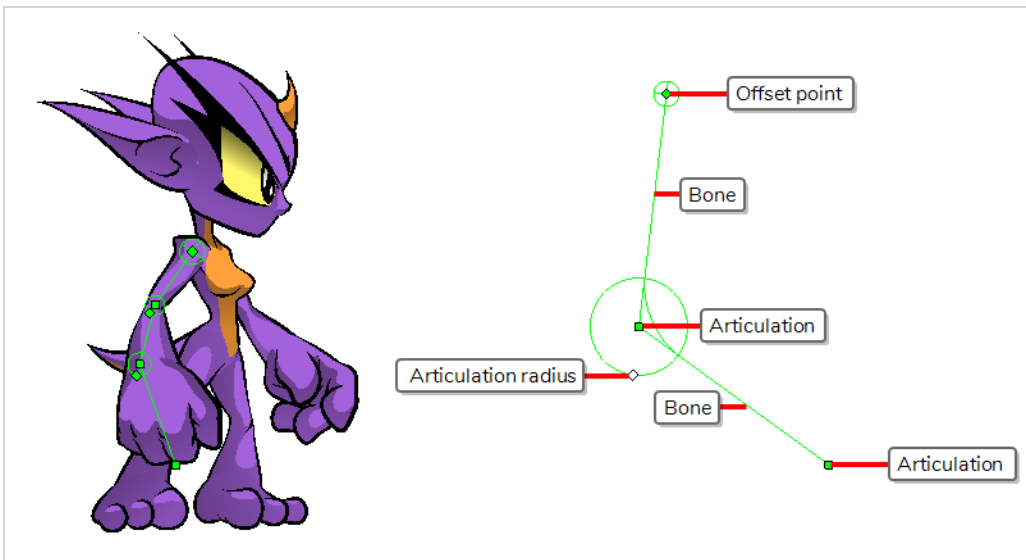 Offset point
Bone
Articulation
Articulation radius
Bone
Articulation